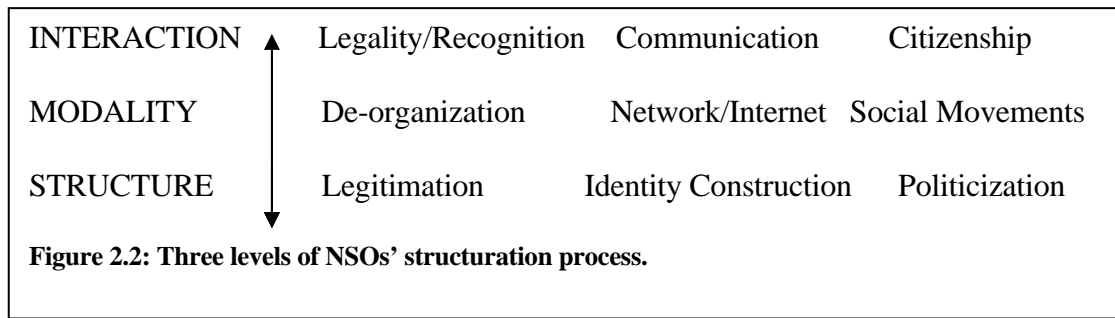 INTERACTION Legality/Recognition Communication Citizenship
MODALITY De-organization Network/Internet Social Movements
STRUCTURE Legitimation Identity Construction Politicization
Figure 2.2: Three levels of NSOs’ structuration process.